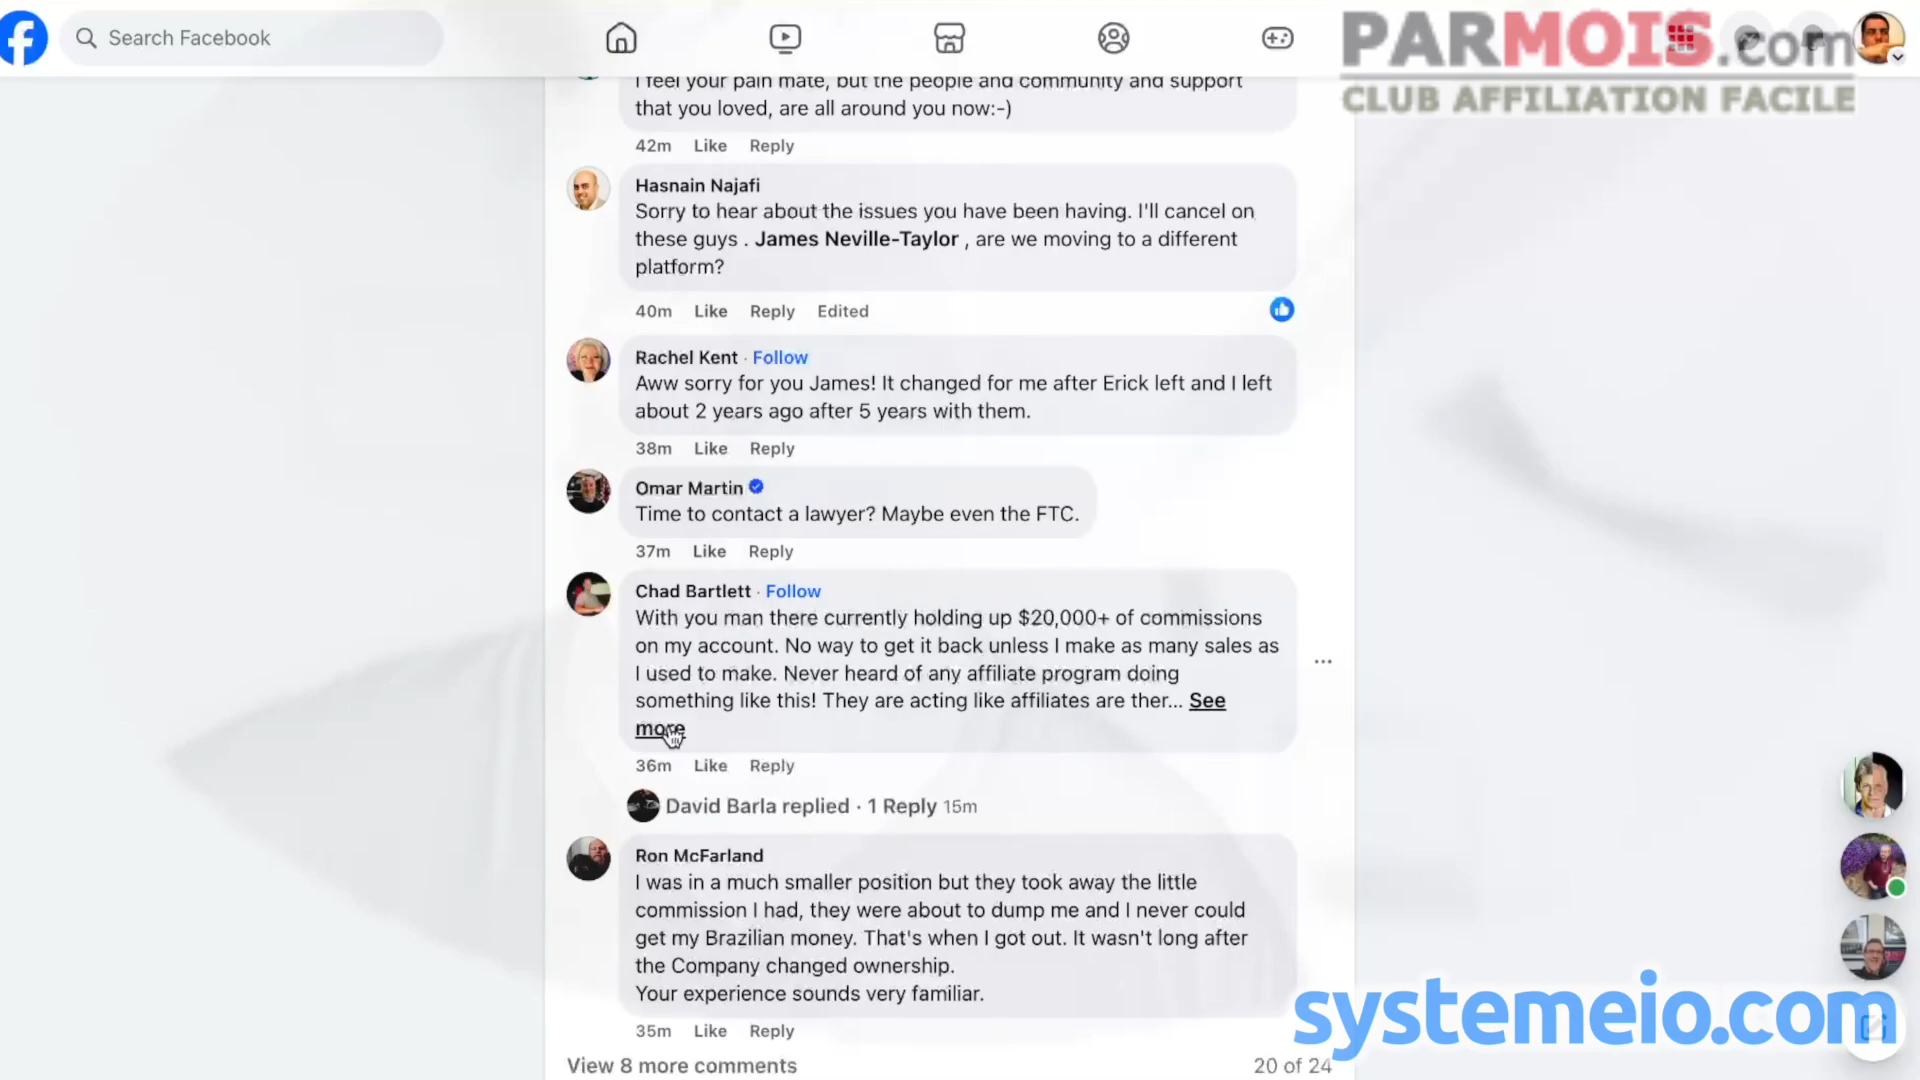 Search Facebook
PARMOIS.com
CLUB AFFILIATION FACILE
I feel your pain mate, but the people and community and support
that you loved, are all around you now:-)
42m Like Reply
Hasnain Najafi
Sorry to hear about the issues you have been having. I'll cancel on
these guys . James Neville-Taylor , are we moving to a different
platform?
40m Like Reply Edited
Rachel Kent · Follow
Aww sorry for you James! It changed for me after Erick left and I left
about 2 years ago after 5 years with them.
38m Like Reply
Omar Martin
Time to contact a lawyer? Maybe even the FTC.
37m Like Reply
Chad Bartlett · Follow
With you man there currently holding up $20,000+ of commissions
on my account. No way to get it back unless I make as many sales as
I used to make. Never heard of any affiliate program doing
something like this! They are acting like affiliates are ther... See
more
36m Like Reply
David Barla replied · 1 Reply 15m
Ron McFarland
I was in a much smaller position but they took away the little
commission I had, they were about to dump me and I never could
get my Brazilian money. That's when I got out. It wasn't long after
the Company changed ownership.
Your experience sounds very familiar.
35m Like Reply
View 8 more comments 20 of 24
systemeio.com